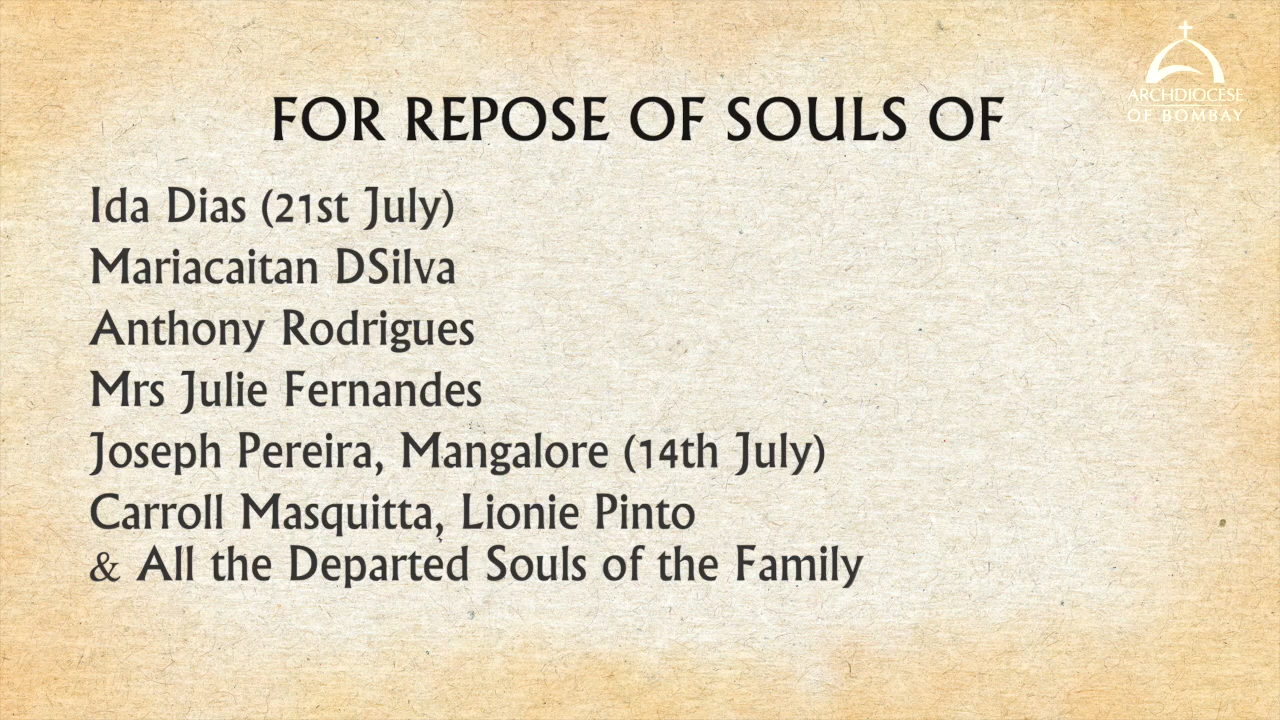 ARCHDIOCESE
OF BOMBAY
FOR REPOSE OF SOULS OF
Ida Dias (21st July)
Mariacaitan DSilva
Anthony Rodrigues
Mrs Julie Fernandes
Joseph Pereira, Mangalore (14th July)
Carroll Masquitta, Lionie Pinto
& All the Departed Souls of the Family